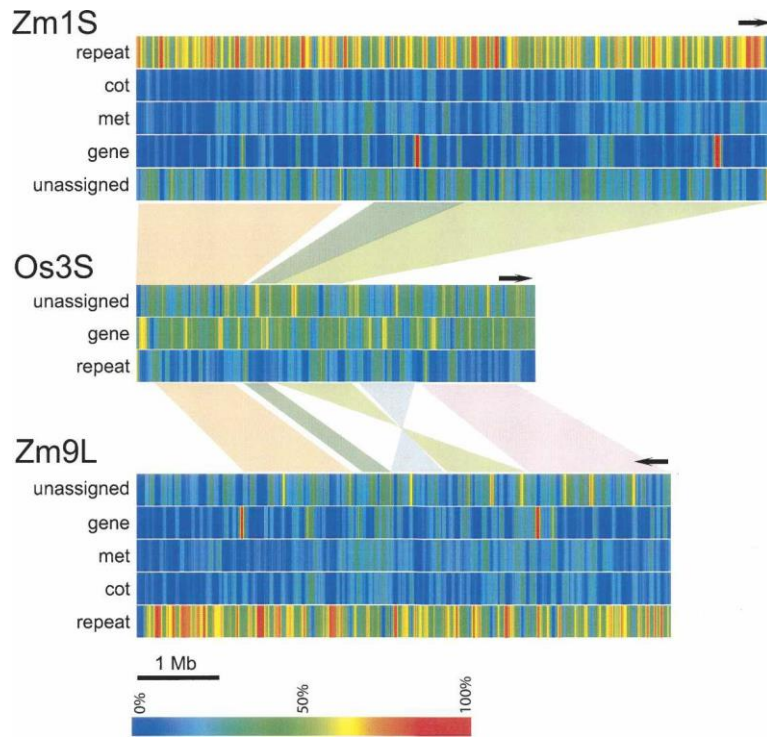 Zm1S
repeat
cot
met
gene
unassigned
Os3S
unassigned
gene
repeat
Zm9L
unassigned
gene
met
cot
repeat
1 Mb
0%
50%
100%